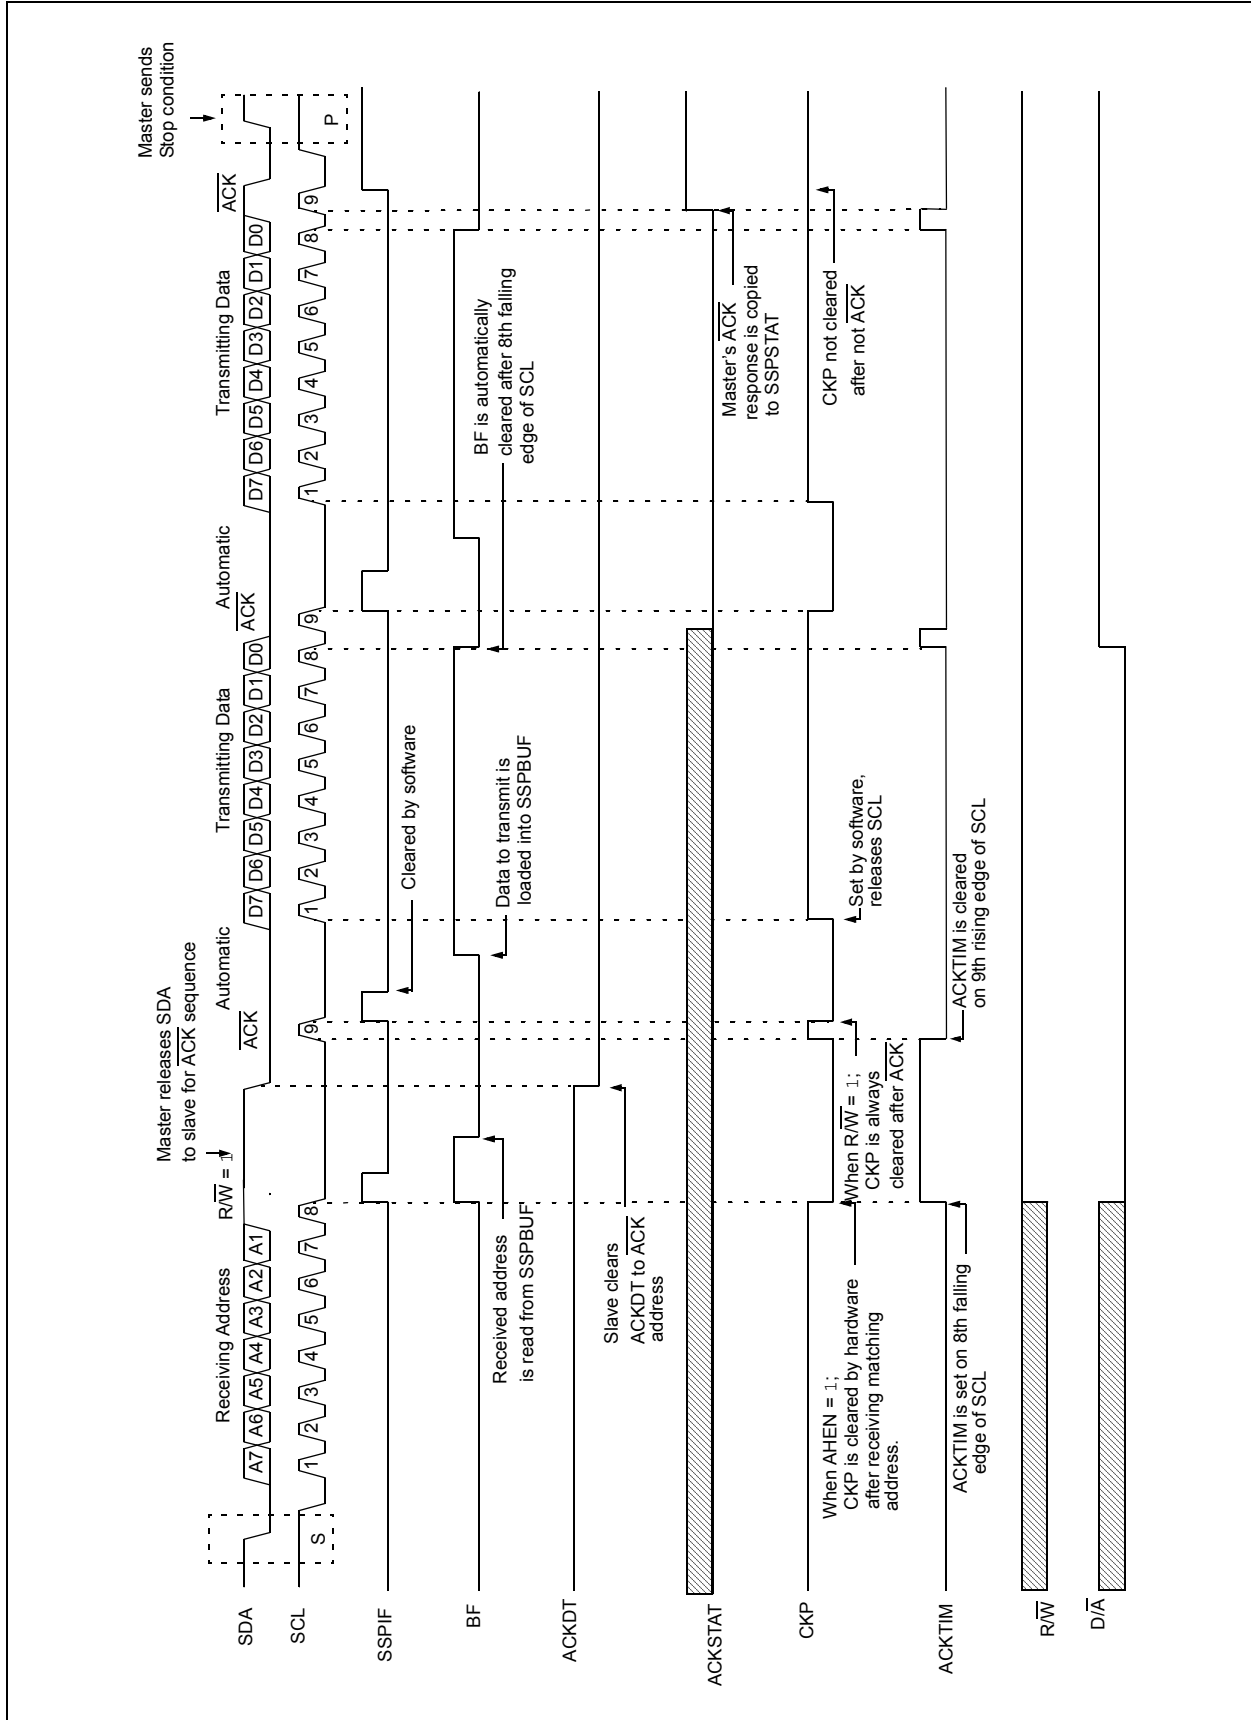 Master releases SDA
to slave for ACK sequence
Master sends
Stop condition
Receiving Address
R/W = 1
Automatic
ACK
Transmitting Data
Automatic
ACK
Transmitting Data
ACK
SDA
A7 A6 A5 A4 A3 A2 A1
D7 D6 D5 D4 D3 D2 D1 D0
D7 D6 D5 D4 D3 D2 D1 D0
SCL
S
1 2 3 4 5 6 7 8 9
1 2 3 4 5 6 7 8 9
1 2 3 4 5 6 7 8 9
P
SSPIF
Cleared by software
BF
Received address
is read from SSPBUF
Data to transmit is
loaded into SSPBUF
BF is automatically
cleared after 8th falling
edge of SCL
ACKDT
Slave clears
ACKDT to ACK
address
ACKSTAT
Master's ACK
response is copied
to SSPSTAT
CKP
When AHEN = 1;
CKP is cleared by hardware
after receiving matching
address.
When R/W = 1;
CKP is always
cleared after ACK
Set by software,
releases SCL
CKP not cleared
after not ACK
ACKTIM
ACKTIM is set on 8th falling
edge of SCL
ACKTIM is cleared
on 9th rising edge of SCL
R/W
D/A